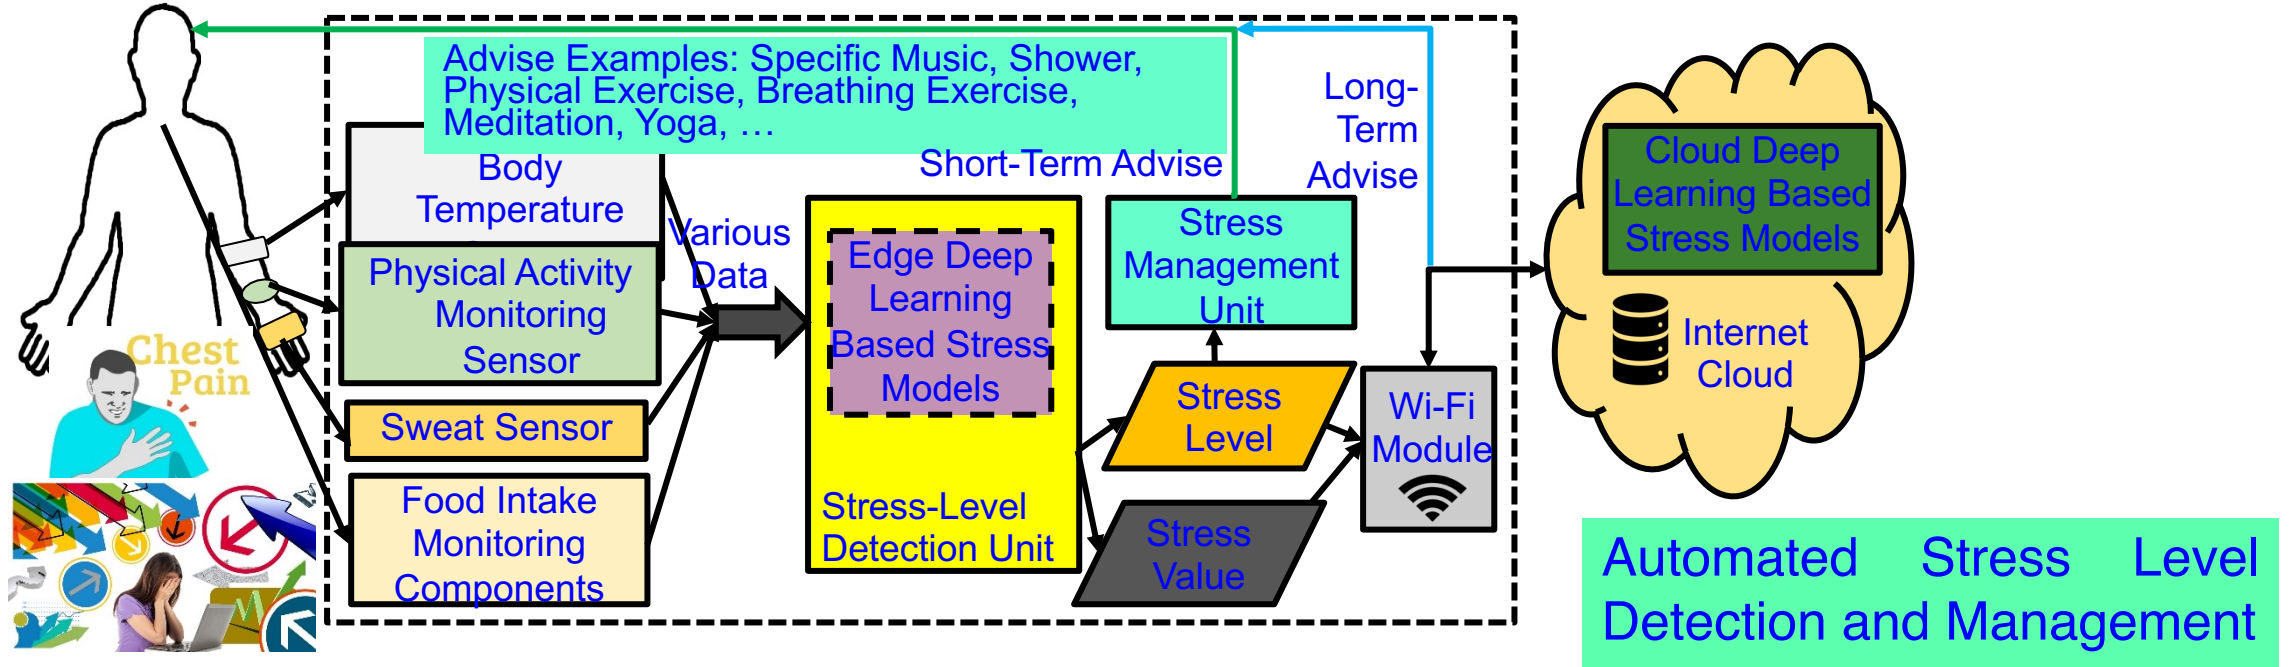 Advise Examples: Specific Music, Shower,
Physical Exercise, Breathing Exercise,
Meditation, Yoga, …
Short-Term Advise
Long-
Term
Advise
Body
Temperature
Physical Activity
Monitoring
Sensor
Sweat Sensor
Food Intake
Monitoring
Components
Various
Data
Edge Deep
Learning
Based Stress
Models
Stress-Level
Detection Unit
Stress
Management
Unit
Stress
Level
Stress
Value
Wi-Fi
Module
Cloud Deep
Learning Based
Stress Models
Internet
Cloud
Chest
Pain
Automated Stress Level
Detection and Management